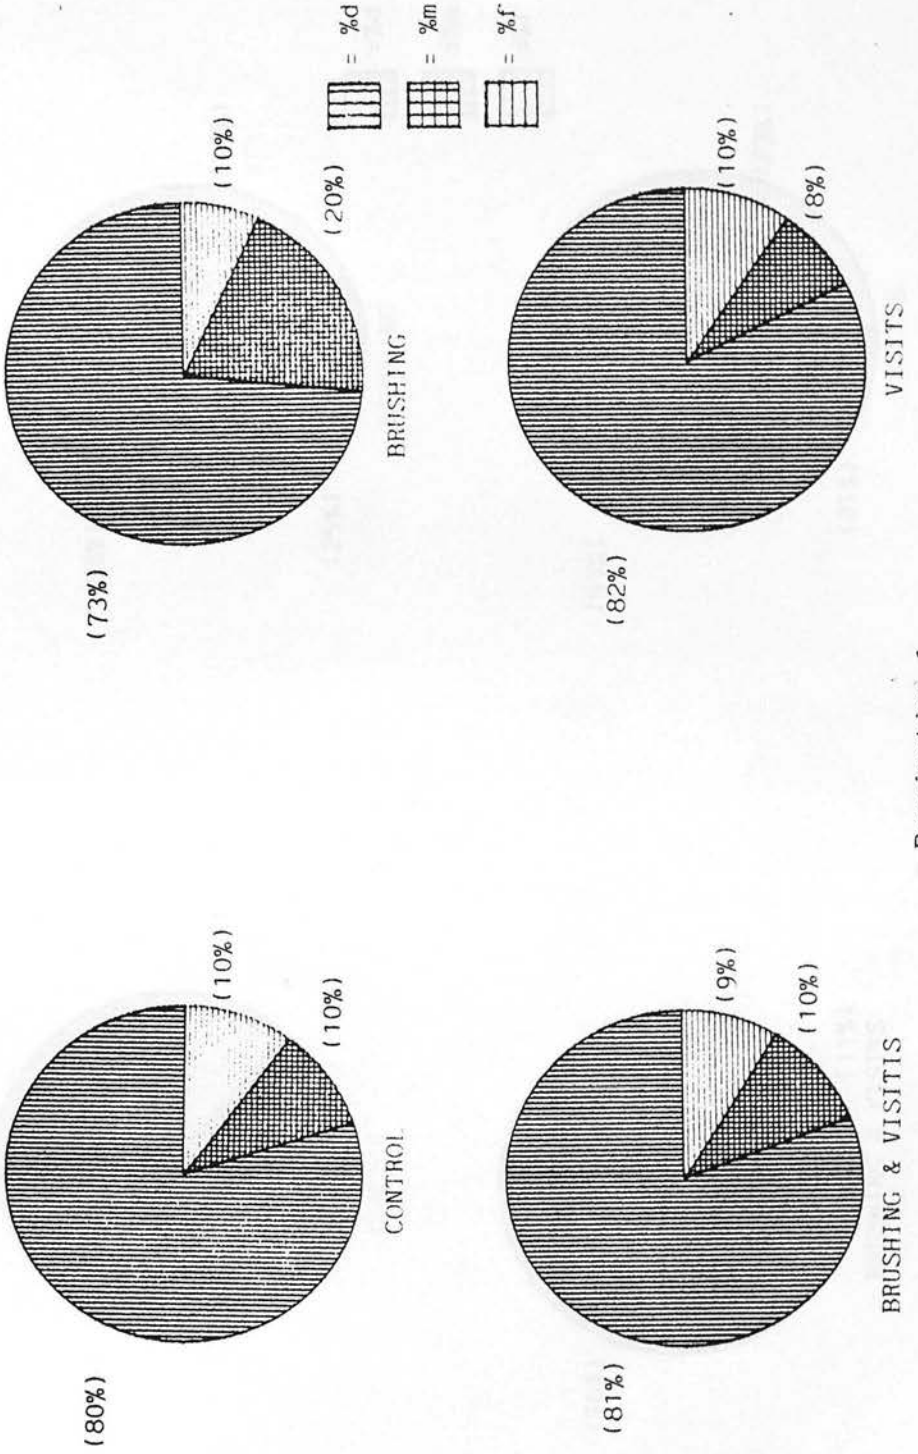 (80%)
(10%)
(10%)
CONTROL
(73%)
(10%)
(20%)
BRUSHING
= %d
= %m
= %f
(81%)
(9%)
(10%)
BRUSHING & VISITIS
(82%)
(10%)
(8%)
VISITS